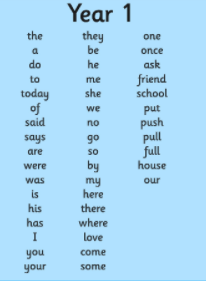 Year 1
the they one
a be once
do he ask
to me friend
today she school
of we put
said no push
says go pull
are so full
were by house
was my our
is here
his there
has where
I love
you come
your some